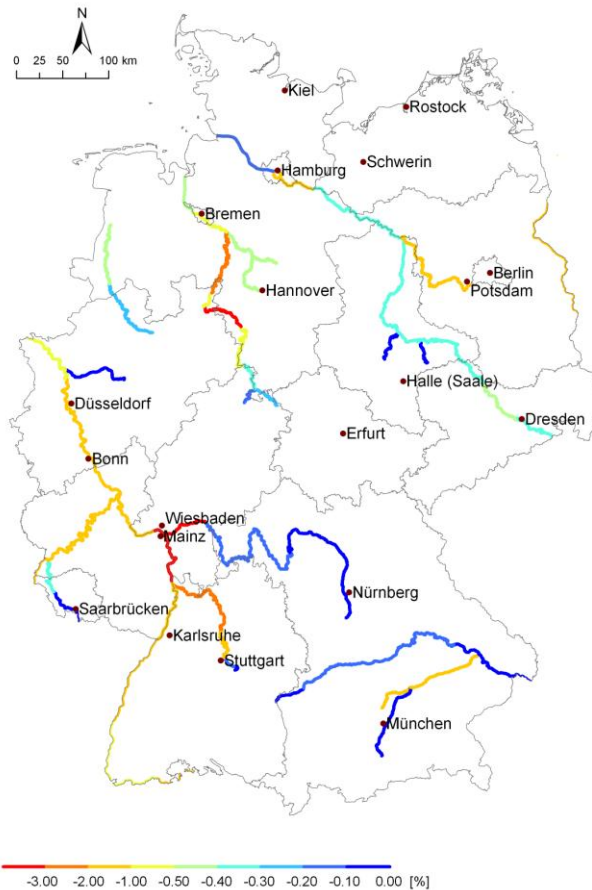 N
0 25 50 100 km
Kiel
Rostock
Schwerin
Hamburg
Bremen
Berlin
Potsdam
Hannover
Halle (Saale)
Düsseldorf
Dresden
Erfurt
Bonn
Wiesbaden
Mainz
Nürnberg
Saarbrücken
Karlsruhe
Stuttgart
München
-3.00 -2.00 -1.00 -0.50 -0.40 -0.30 -0.20 -0.10 0.00 [%]